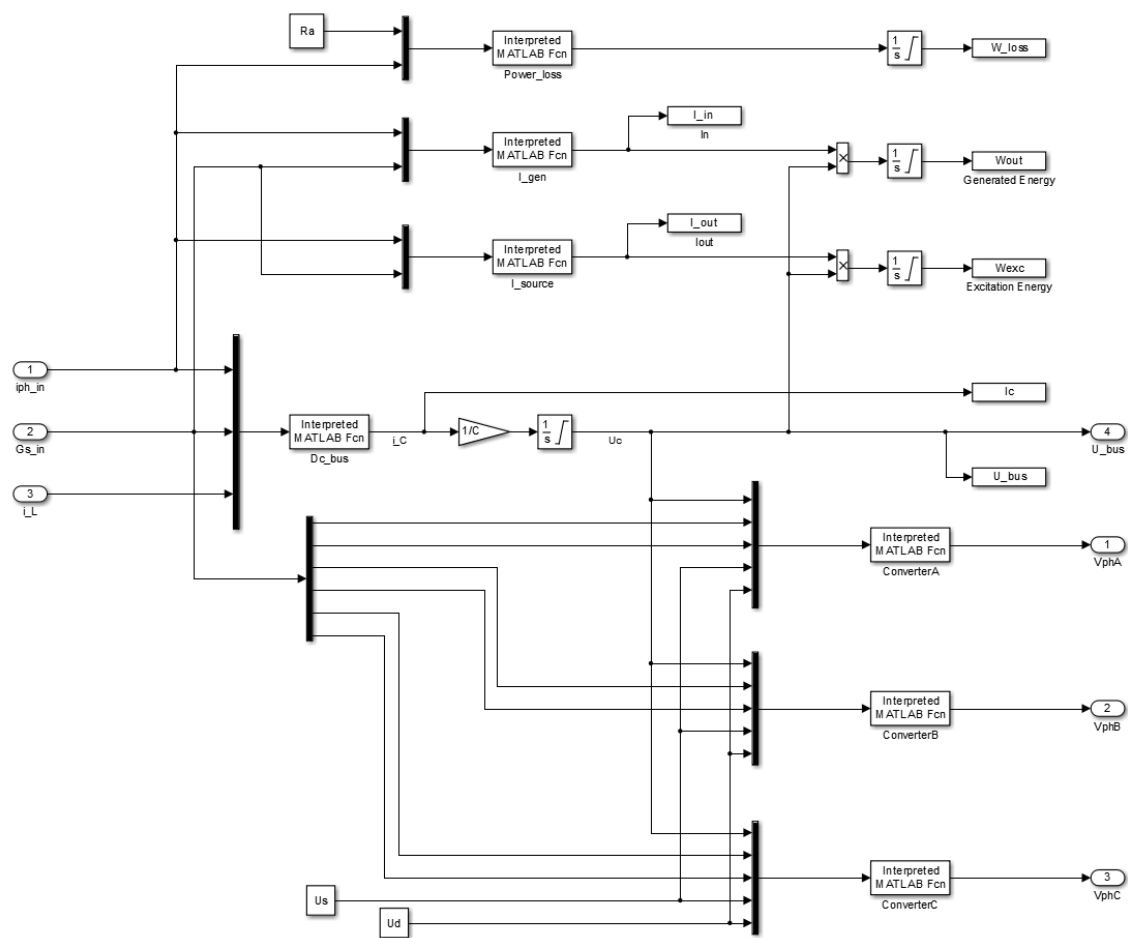 Ra
Interpreted
MATLAB Fcn
Power_loss
1
s
W_loss
Interpreted
MATLAB Fcn
I_gen
I_in
In
×
1
s
Wout
Generated Energy
Interpreted
MATLAB Fcn
I_source
I_out
Iout
×
1
s
Wexc
Excitation Energy
1
iph_in
2
Gs_in
3
i_L
Interpreted
MATLAB Fcn
Dc_bus
i_C
1/C
1
s
Uc
Ic
4
U_bus
U_bus
Interpreted
MATLAB Fcn
ConverterA
1
VphA
Interpreted
MATLAB Fcn
ConverterB
2
VphB
Interpreted
MATLAB Fcn
ConverterC
3
VphC
Us
Ud